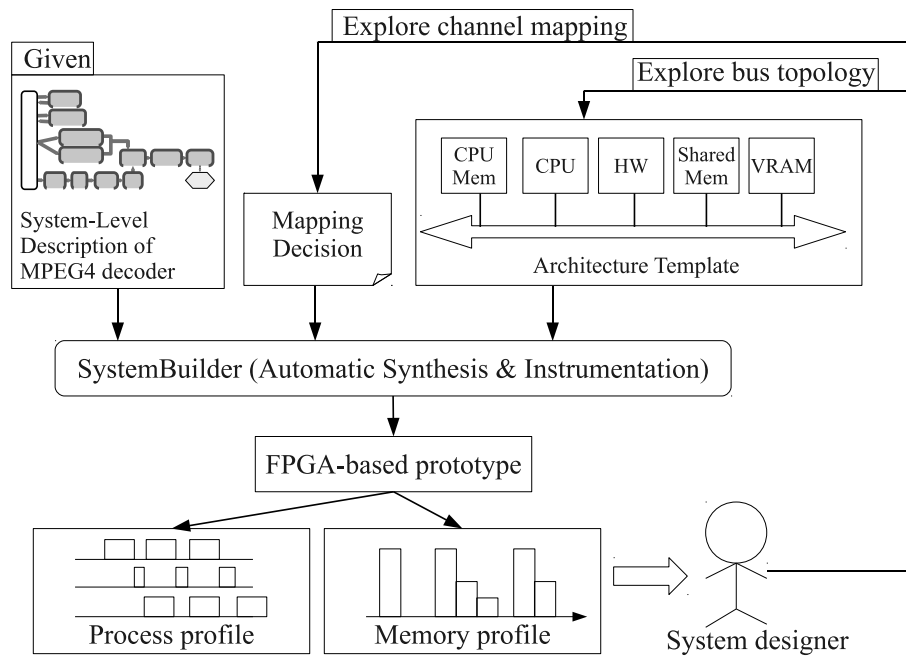 Explore channel mapping
Given
Explore bus topology
CPU
Mem
CPU
HW
Shared
Mem
VRAM
System-Level
Description of
MPEG4 decoder
Mapping
Decision
Architecture Template
SystemBuilder (Automatic Synthesis & Instrumentation)
FPGA-based prototype
Process profile
Memory profile
System designer